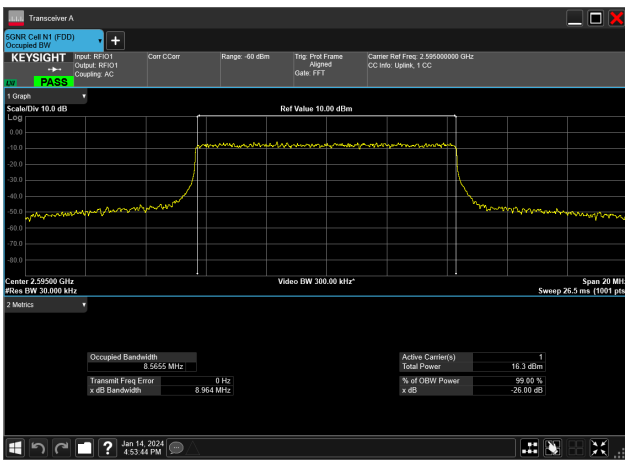 Transceiver A
5GNR Cell N1 (FDD)
Occupied BW
KEYSIGHT
Input: RFIO1
Output: RFIO1
Coupling: AC
Corr CCorr
Range: -60 dBm
Trig: Prot Frame
Aligned
Gate: FFT
Carrier Ref Freq: 2.595000000 GHz
CC Info: Uplink, 1 CC
PASS
1 Graph
Scale/Div 10.0 dB
Ref Value 10.00 dBm
Log
0.00
-10.0
-20.0
-30.0
-40.0
-50.0
-60.0
-70.0
-80.0
Center 2.59500 GHz
Video BW 300.00 kHz*
Span 20 MHz
#Res BW 30.000 kHz
Sweep 26.5 ms (1001 pts
2 Metrics
Occupied Bandwidth
8.5655 MHz
Active Carrier(s) 1
Total Power 16.3 dBm
Transmit Freq Error 0 Hz
x dB Bandwidth 8.964 MHz
% of OBW Power 99.00 %
x dB -26.00 dB
?
Jan 14, 2024
4:53:44 PM